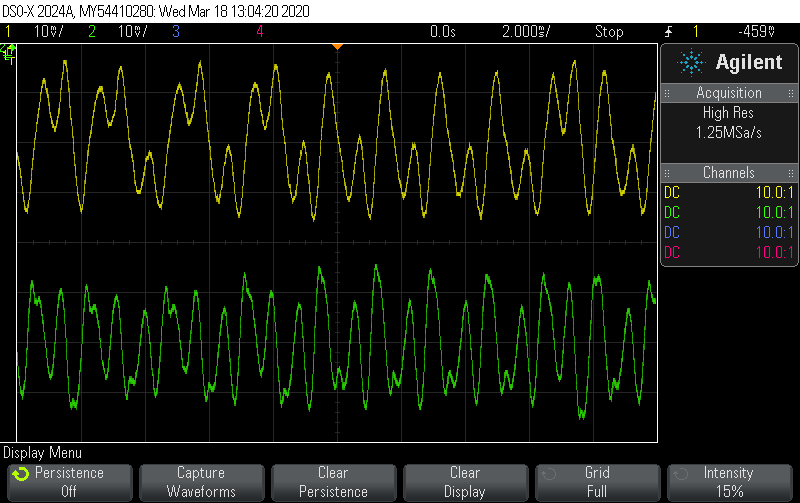 DSO-X 2024A, MY54410280: Wed Mar 18 13:04:20 2020
1 10V/ 2 10V/ 3 4 0.0s 2.000s/ Stop 1 -459V
Agilent
Acquisition
High Res
1.25MSa/s
Channels
DC 10.0:1
DC 10.0:1
DC 10.0:1
DC 10.0:1
Display Menu
Persistence
Off
Capture
Waveforms
Clear
Persistence
Clear
Display
Grid
Full
Intensity
15%